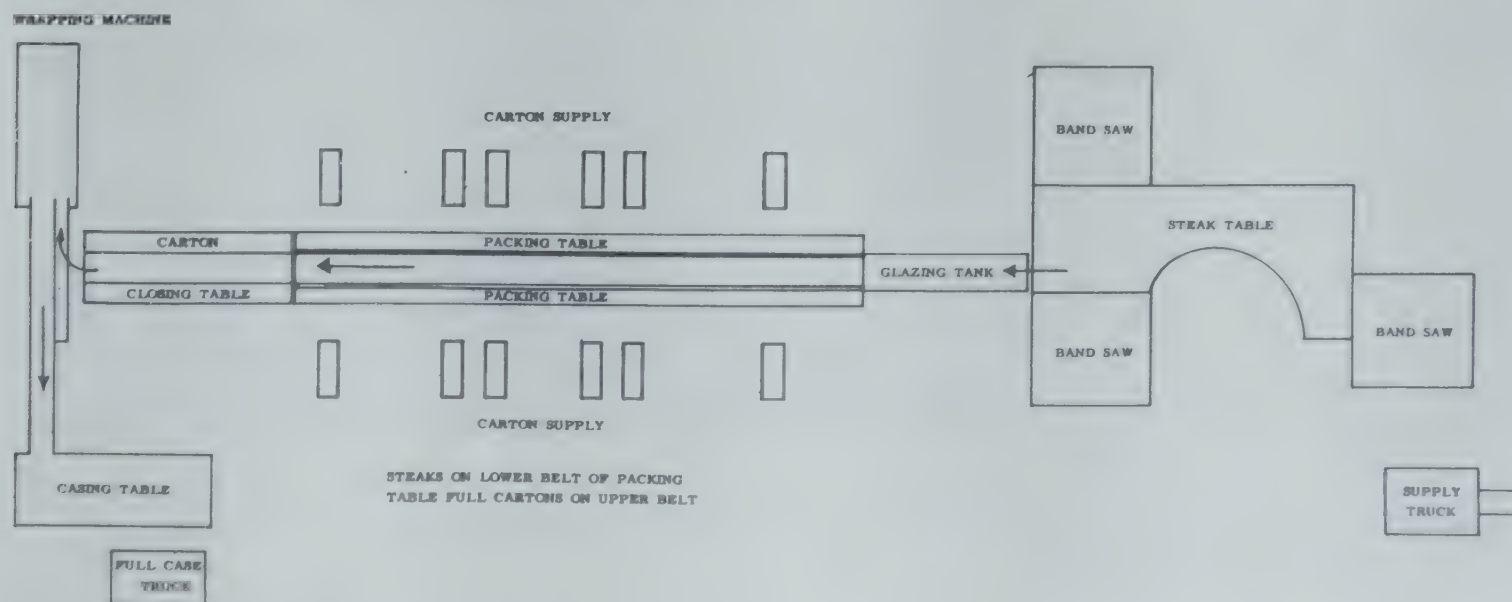 WRAPPING MACHINE
CARTON SUPPLY
BAND SAW
STEAK TABLE
CARTON
PACKING TABLE
GLAZING TANK
CLOSING TABLE
PACKING TABLE
BAND SAW
BAND SAW
CARTON SUPPLY
STEAKS ON LOWER BELT OF PACKING
TABLE FULL CARTONS ON UPPER BELT
CASING TABLE
SUPPLY
TRUCK
FULL CASE
TRUCK